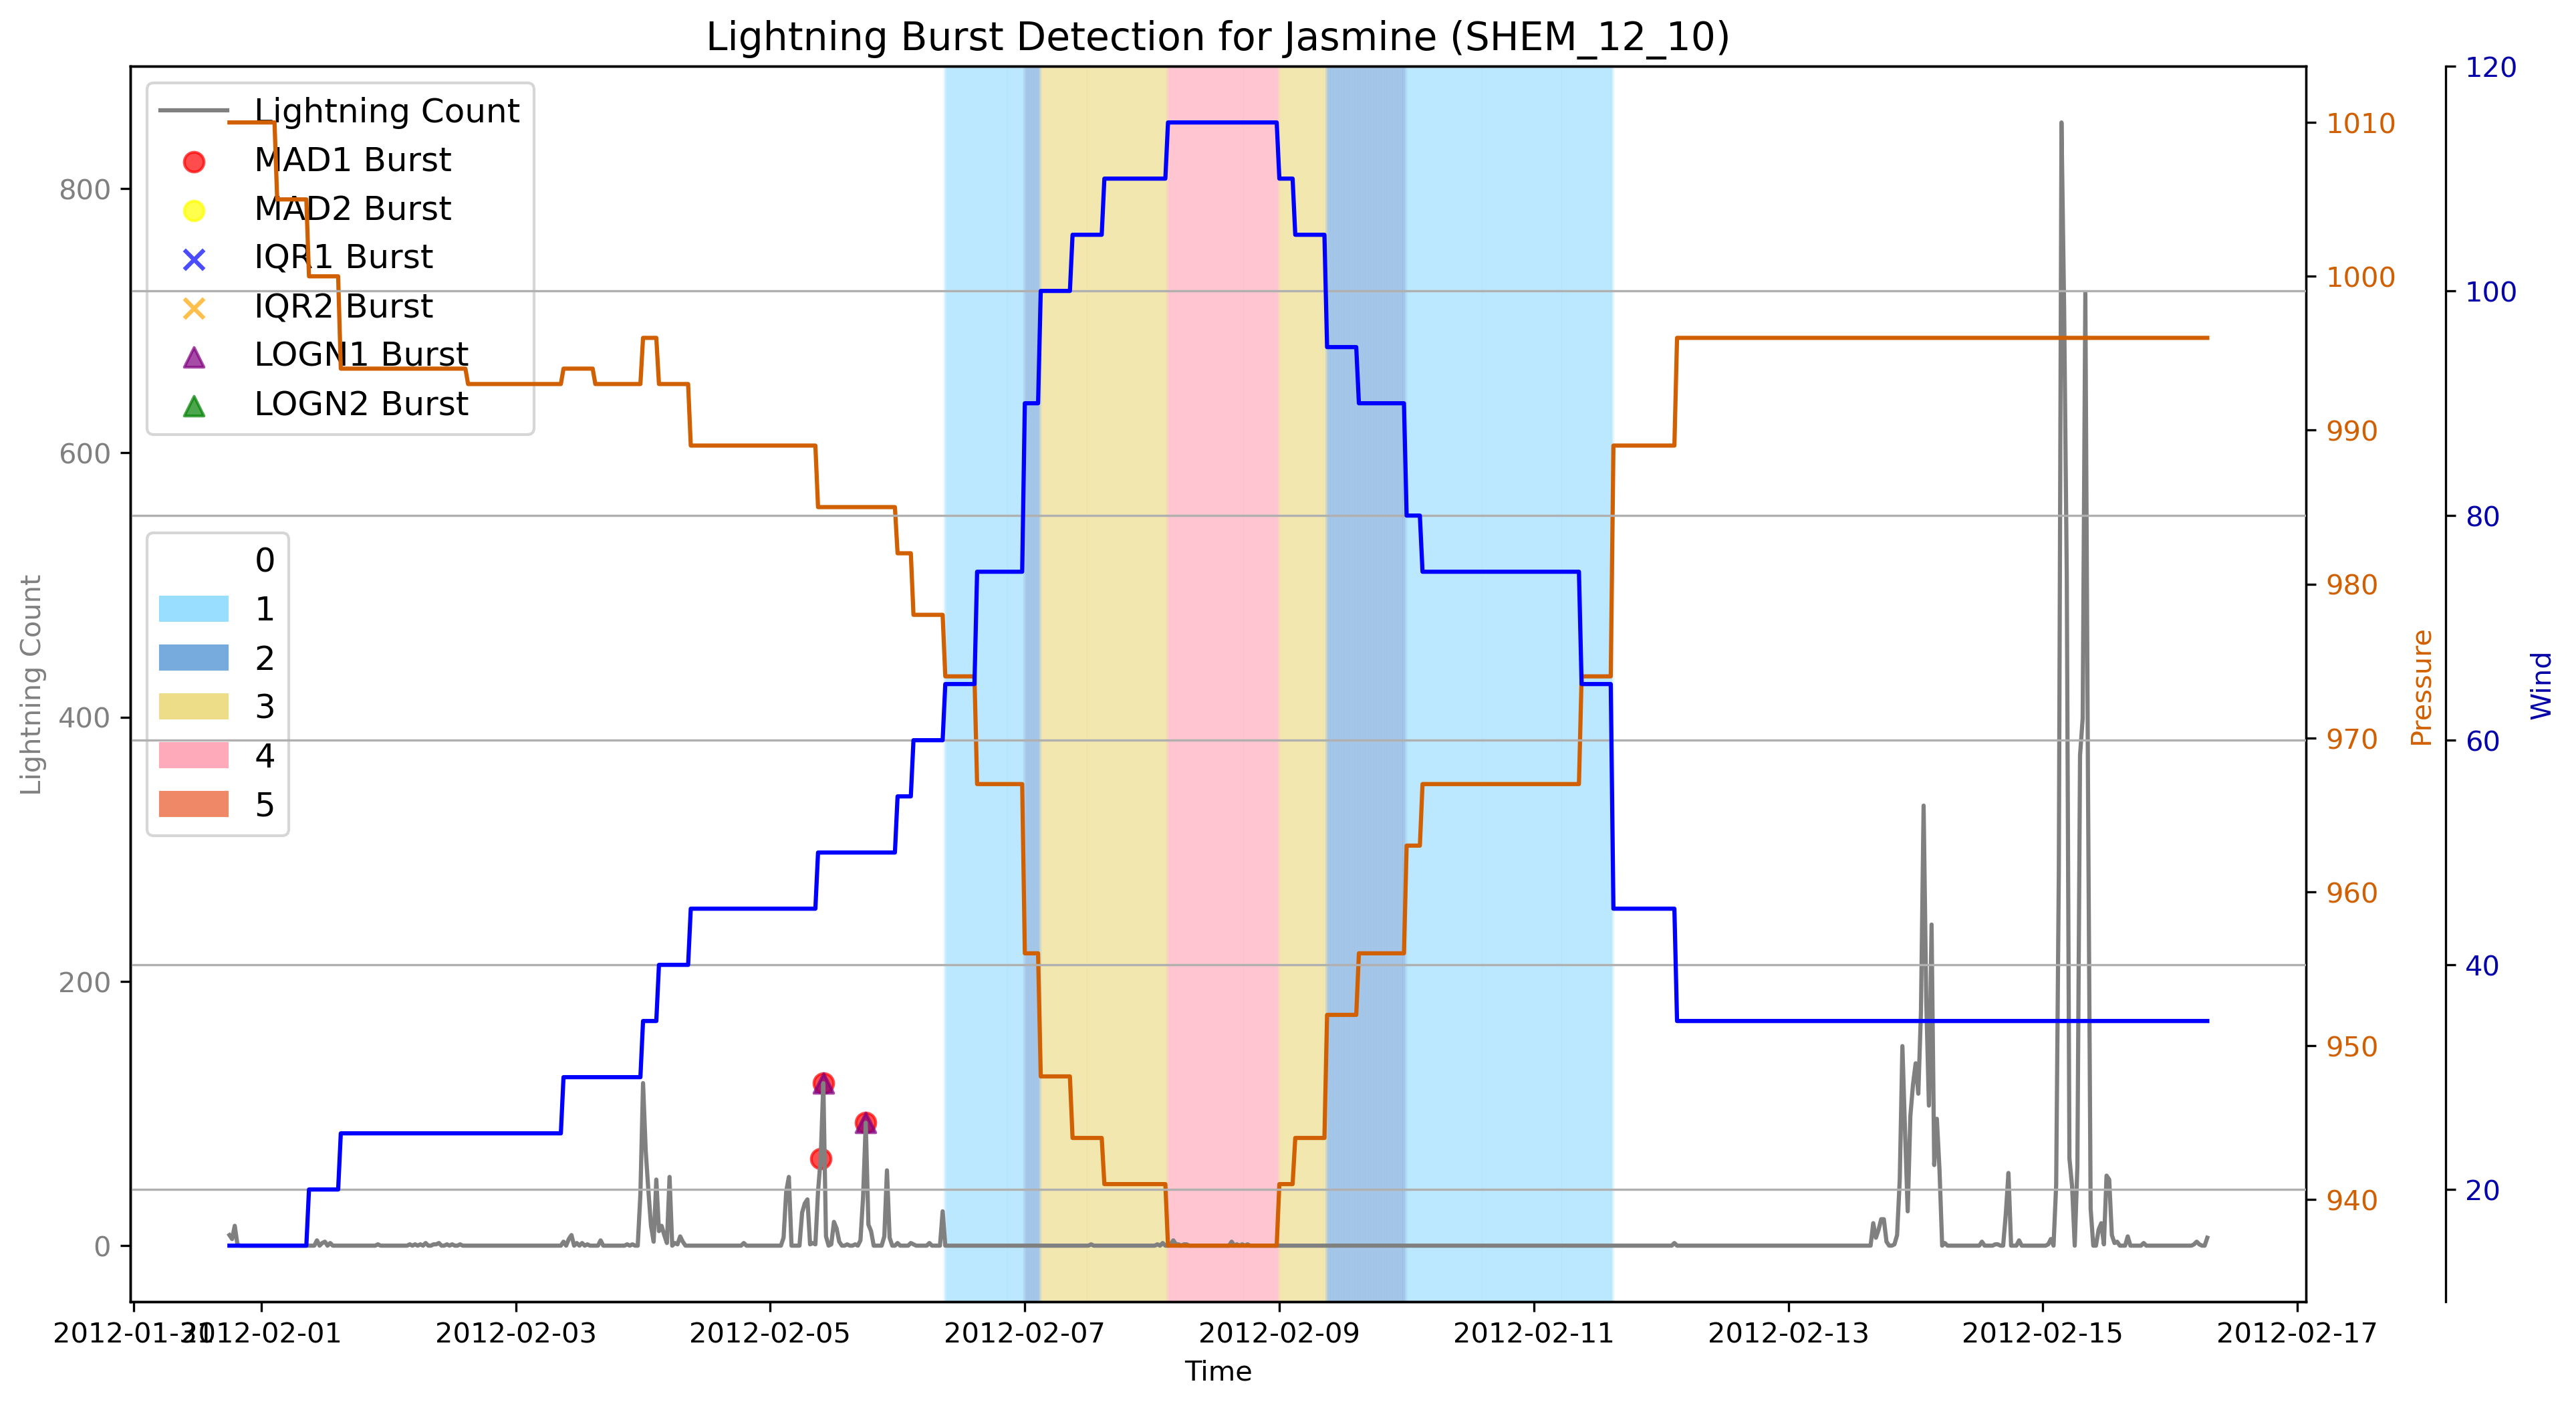 Lightning Burst Detection for Jasmine (SHEM_12_10)
Lightning Count
MAD1 Burst
MAD2 Burst
IQR1 Burst
IQR2 Burst
LOGN1 Burst
LOGN2 Burst
0
1
2
3
4
5
Lightning Count
800
600
400
200
0
1010
1000
990
980
970
960
950
940
Pressure
120
100
80
60
40
20
Wind
2012-01-31
2012-02-01
2012-02-03
2012-02-05
2012-02-07
2012-02-09
2012-02-11
2012-02-13
2012-02-15
2012-02-17
Time